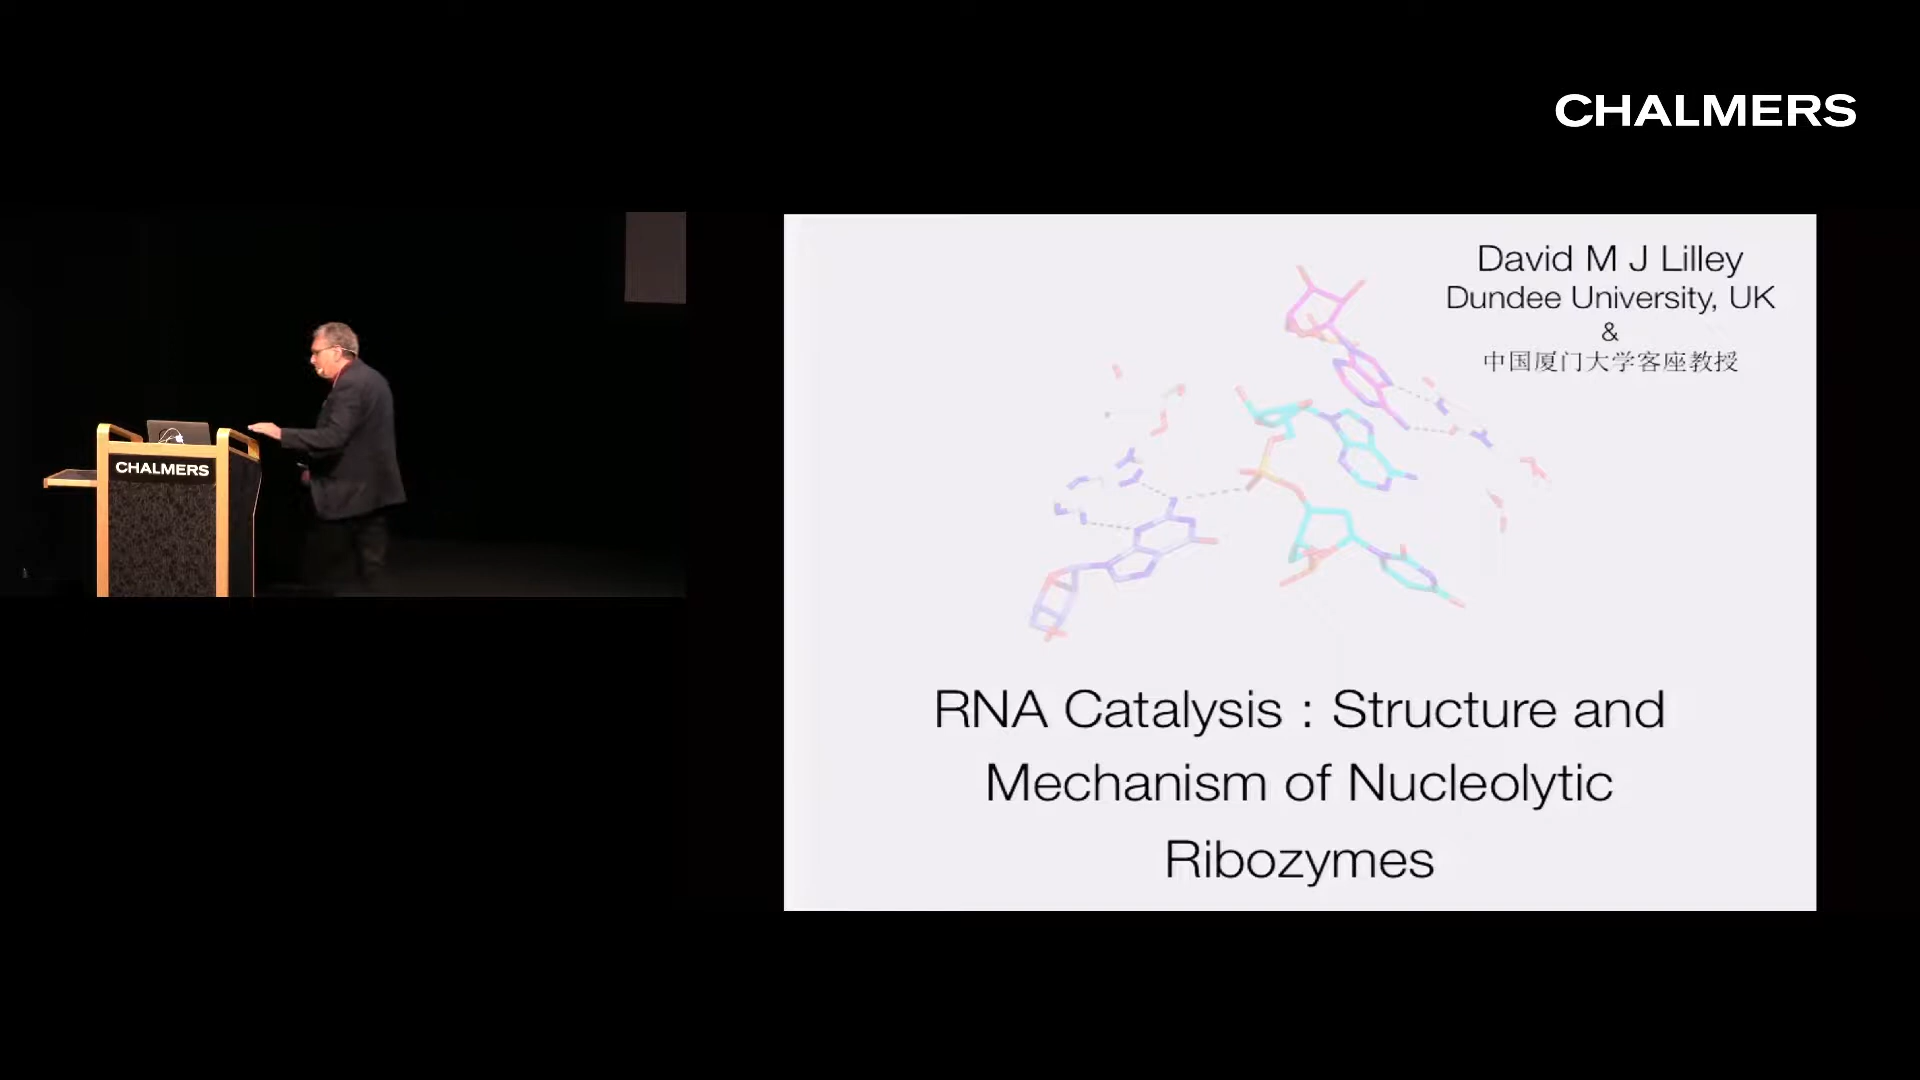 CHALMERS
CHALMERS
David M J Lilley
Dundee University, UK
&
中国厦门大学客座教授
RNA Catalysis : Structure and
Mechanism of Nucleolytic
Ribozymes